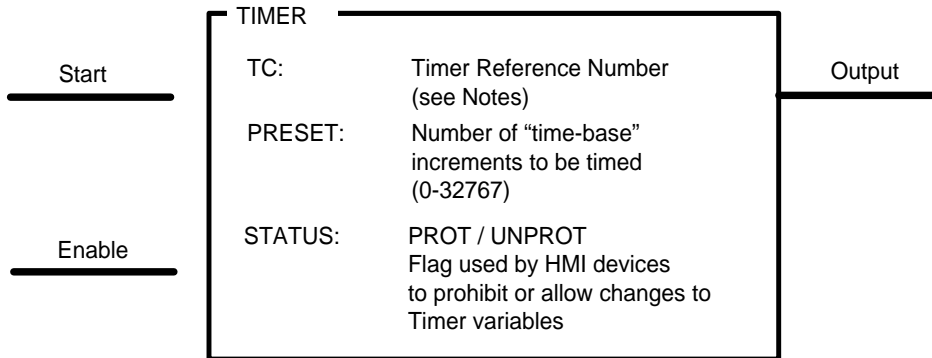 TIMER
Start
TC: Timer Reference Number
(see Notes)
Output
PRESET: Number of “time-base”
increments to be timed
(0-32767)
Enable
STATUS: PROT / UNPROT
Flag used by HMI devices
to prohibit or allow changes to
Timer variables